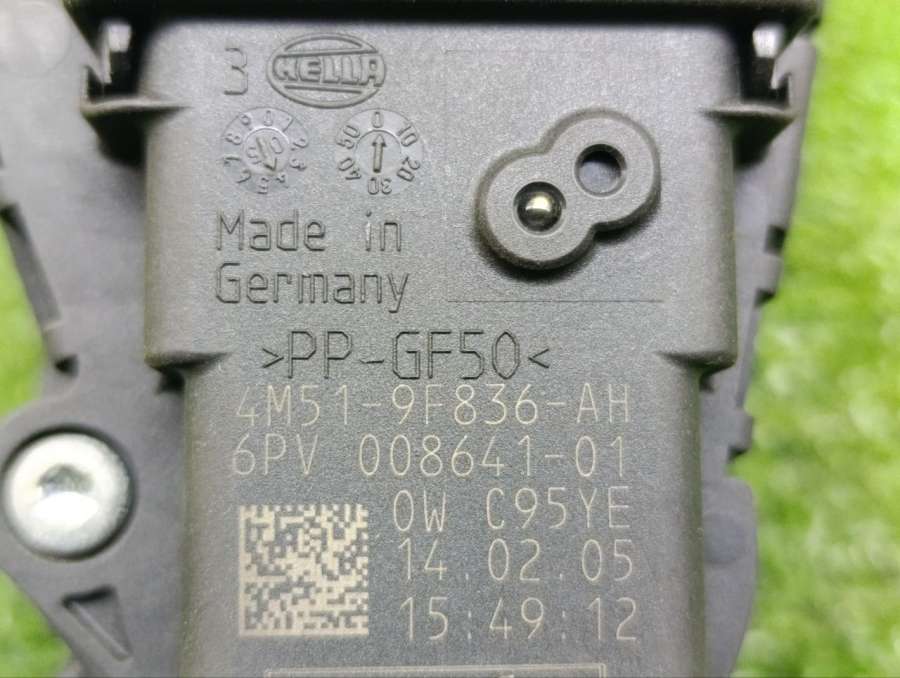 3 HELLA
Made in
Germany
>PP-GF50<
4M51-9F836-AH
6PV 008641-01
0W C95YE
14.02.05
15:49:12